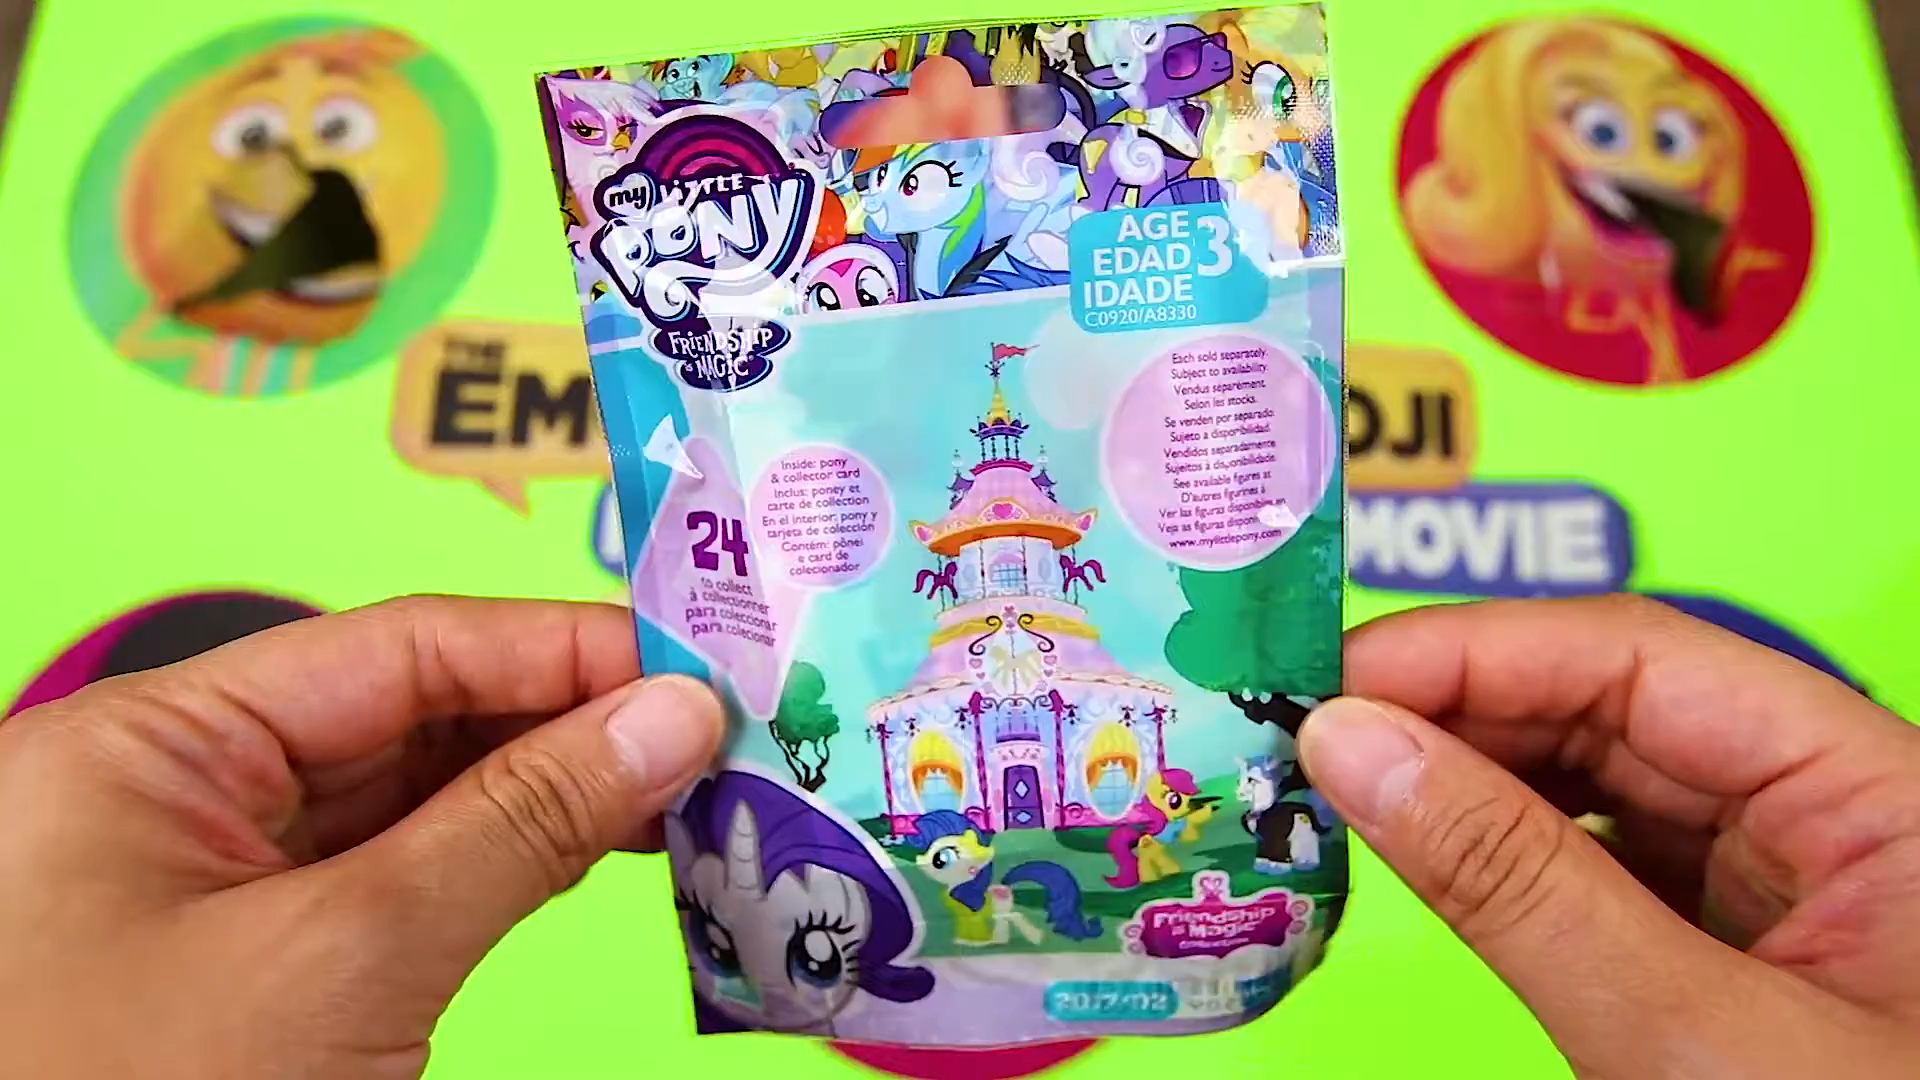 my LITTLE
PONY
FRIENDSHIP
is MAGIC
AGE
EDAD
IDADE
3+
C0920/A8330
Each sold separately.
Subject to availability.
Vendus séparément.
Selon les stocks.
Se venden por separado.
Sujeto a disponibilidad.
Vendidos separadamente.
Sujeitos à disponibilidade.
See available figures at
D'autres figurines à
Ver las figuras disponibles en
Veja as figuras
www.mylittlepony.com
Inside: pony
& collector card
Inclus: poney et
carte de collection
En el interior: pony y
tarjeta de colección
Contém: pônei
e card de
colecionador
24
to collect
à collectionner
para coleccionar
para colecionar
Friendship
is Magic
THE
EM
OJI
MOVIE